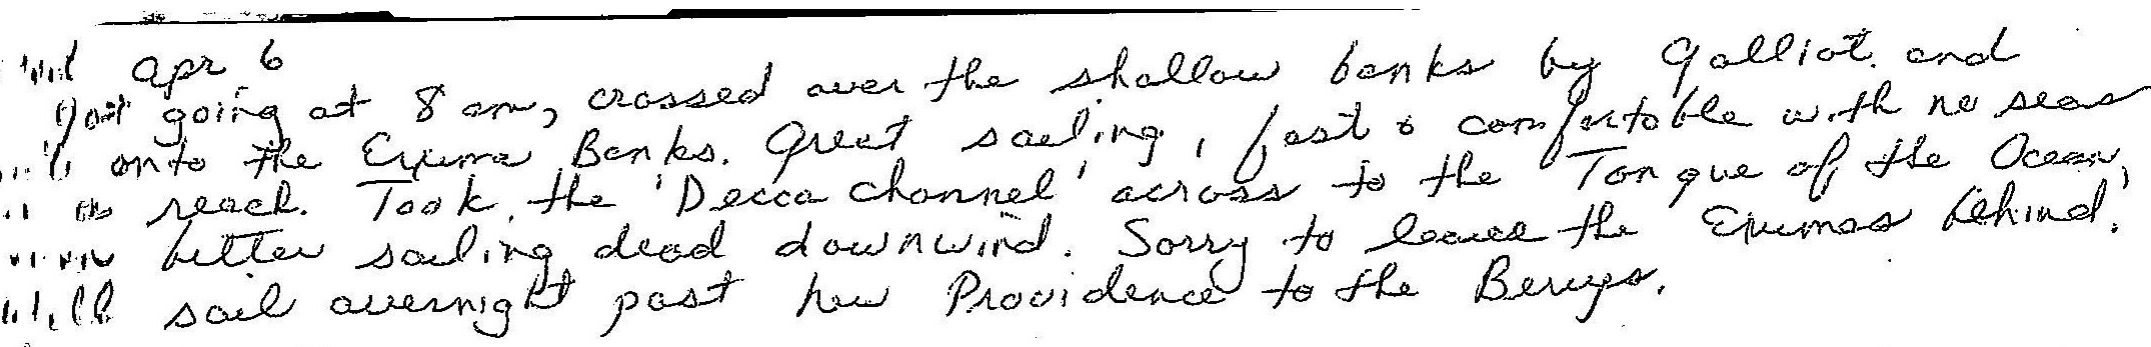 Apr 6
Got going at 8 am, crossed over the shallow banks by Galliot and
onto the Exuma Banks. Great sailing, fast & comfortable with no seas
reach. Took the 'Decca Channel' across to the Tongue of the Ocean,
better sailing dead downwind. Sorry to leave the Exumas behind.
Will sail overnight past New Providence to the Berrys.